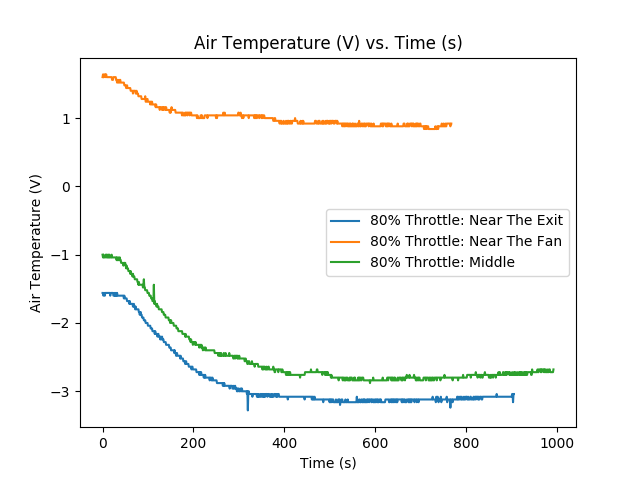 Air Temperature (V) vs. Time (s)
Air Temperature (V)
1
0
−1
−2
−3
80% Throttle: Near The Exit
80% Throttle: Near The Fan
80% Throttle: Middle
0
200
400
600
800
1000
Time (s)